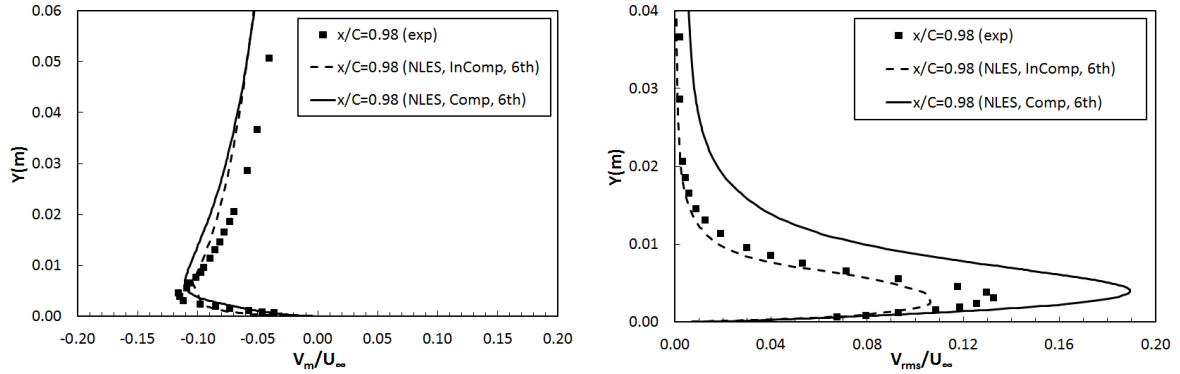 0.06
0.05
0.04
0.03
0.02
0.01
0.00
Y(m)
-0.20 -0.15 -0.10 -0.05 0.00 0.05 0.10 0.15 0.20
Vm/U∞
x/C=0.98 (exp)
x/C=0.98 (NLES, InComp, 6th)
x/C=0.98 (NLES, Comp, 6th)
0.04
0.03
0.02
0.01
0.00
Y(m)
0.00 0.04 0.08 0.12 0.16 0.20
Vrms/U∞
x/C=0.98 (exp)
x/C=0.98 (NLES, InComp, 6th)
x/C=0.98 (NLES, Comp, 6th)